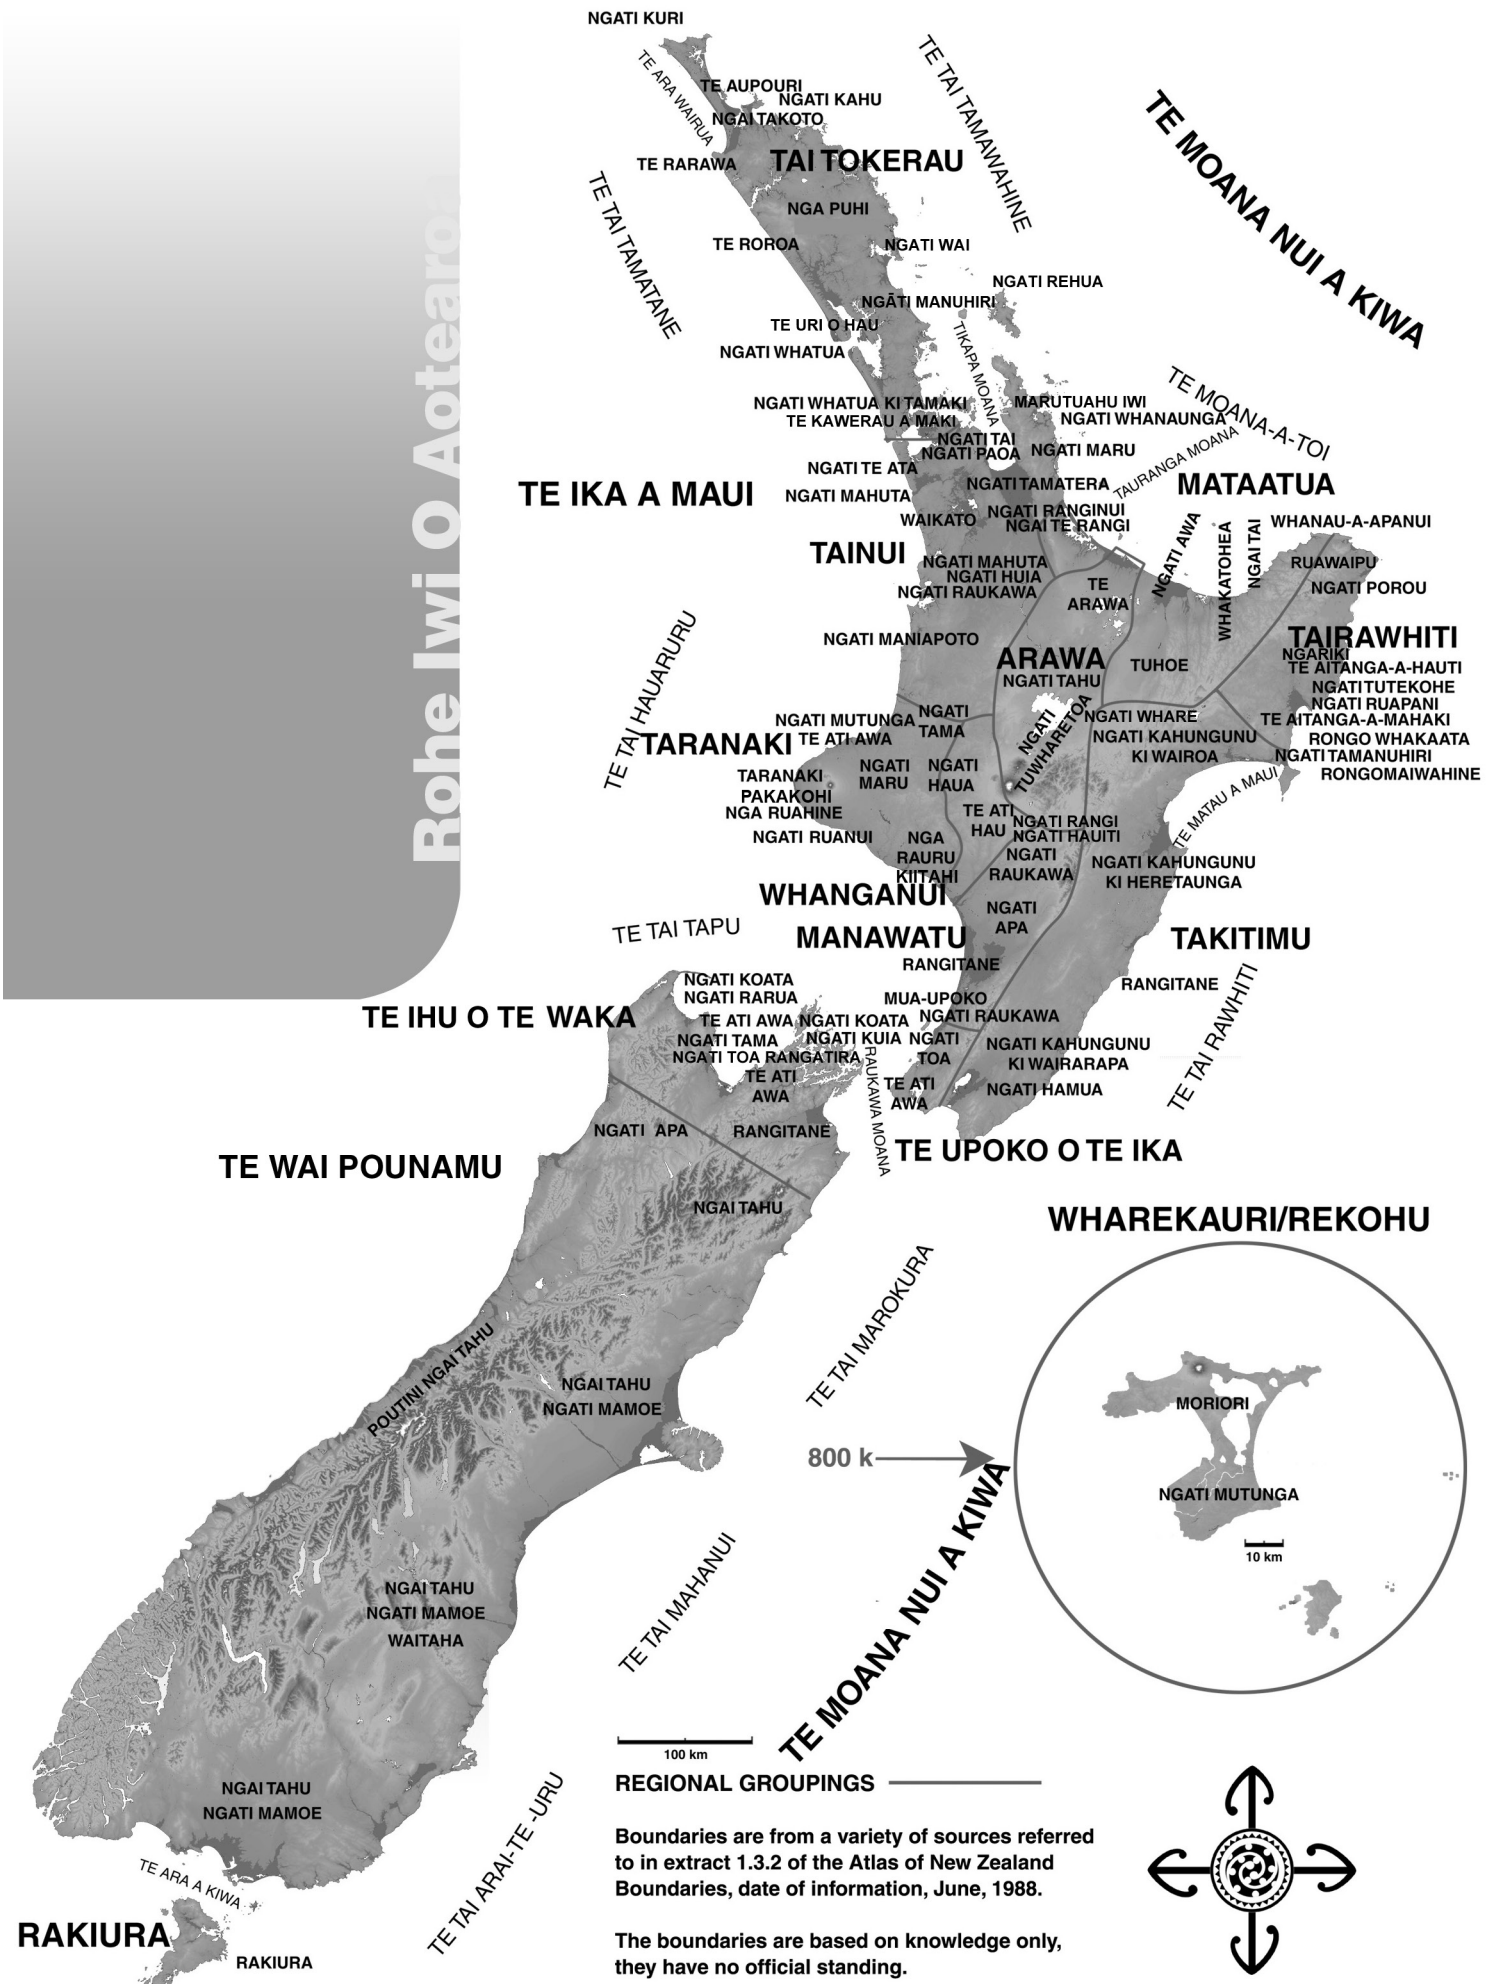 NGATI KURI
TE ARA WAIRUA
TE AUPOURI
NGATI KAHU
NGAI TAKOTO
TE RARAWA
TAI TOKERAU
TE TAI TAMAWAHINE
TE MOANA NUI A KIWA
TE TAI TAMATANE
NGA PUHI
TE ROROA
NGATI WAI
NGATI REHUA
NGĀTI MANUHIRI
TE URI O HAU
NGATI WHATUA
TIKAPA MOANA
NGATI WHATUA KI TAMAKI
TE KAWERAU A MAKI
MARUTUAHU IWI
NGATI WHANAUNGA
TE MOANA-A-TOI
TAURANGA MOANA
NGATI TAI
NGATI PAOA
NGATI MARU
NGATI TE ATA
NGATI TAMATERA
MATAATUA
TE IKA A MAUI
NGATI MAHUTA
WAIKATO
NGATI RANGINUI
NGAI TE RANGI
NGATI AWA
WHAKATOHEA
NGAI TAI
WHANAU-A-APANUI
TAINUI
NGATI MAHUTA
NGATI HUIA
NGATI RAUKAWA
TE
ARAWA
RUAWAIPU
NGATI POROU
NGATI MANIAPOTO
TE TAI HAUARURU
ARAWA
NGATI TAHU
TUHOE
TAIRAWHITI
NGARIKI
TE AITANGA-A-HAUTI
NGATI TUTEKOHE
NGATI RUAPANI
TE AITANGA-A-MAHAKI
RONGO WHAKAATA
NGATI TAMANUHIRI
RONGOMAIWAHINE
NGATI MUTUNGA
NGATI
TAMA
TARANAKI
TE ATI AWA
NGATI
TUWHARETOA
NGATI WHARE
NGATI KAHUNGUNU
KI WAIROA
TARANAKI
PAKAKOHI
NGA RUAHINE
NGATI
MARU
NGATI
HAUA
TE MATAU A MAUI
NGATI RUANUI
NGA
RAURU
KIITAHI
TE ATI
HAU
NGATI RANGI
NGATI HAUITI
NGATI
RAUKAWA
NGATI KAHUNGUNU
KI HERETAUNGA
WHANGANUI
NGATI
APA
TE TAI TAPU
MANAWATU
TAKITIMU
RANGITANE
RANGITANE
TE TAI RAWHITI
NGATI KOATA
NGATI RARUA
MUA-UPOKO
NGATI RAUKAWA
TE IHU O TE WAKA
TE ATI AWA
NGATI KOATA
NGATI TAMA
NGATI KUIA
NGATI
TOA
NGATI TOA RANGATIRA
NGATI KAHUNGUNU
KI WAIRARAPA
TE ATI
AWA
RAUKAWA MOANA
TE ATI
AWA
NGATI HAMUA
NGATI APA
RANGITANE
TE UPOKO O TE IKA
TE WAI POUNAMU
NGAI TAHU
WHAREKAURI/REKOHU
TE TAI MAROKURA
POUTINI NGAI TAHU
NGAI TAHU
NGATI MAMOE
MORIORI
800 k
NGATI MUTUNGA
10 km
TE MOANA NUI A KIWA
TE TAI MAHANUI
NGAI TAHU
NGATI MAMOE
WAITAHA
NGAI TAHU
NGATI MAMOE
TE TAI ARAI-TE -URU
TE ARA A KIWA
RAKIURA
RAKIURA
100 km
REGIONAL GROUPINGS
Boundaries are from a variety of sources referred
to in extract 1.3.2 of the Atlas of New Zealand
Boundaries, date of information, June, 1988.
The boundaries are based on knowledge only,
they have no official standing.
Rohe Iwi O Aotearoa